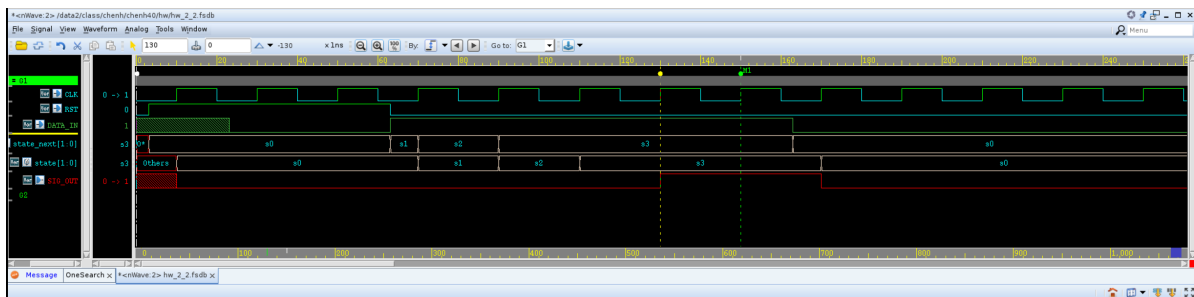 *<nWave:2> /data2/class/chenh/chenh40/hw/hw_2_2.fsdb
File Signal View Waveform Analog Tools Window
Menu
130 0 -130 x 1ns 100 % By: Go to: G1
0 20 40 60 80 100 120 140 160 180 200 220 240
M1
= G1
CLK 0 -> 1
RST 0
DATA_IN 1
state_next[1:0] s3 O* s0 s1 s2 s3 s0
state[1:0] s3 Others s0 s1 s2 s3 s0
0 -> 1
G2
0 100 200 300 400 500 600 700 800 900 1,000
Message OneSearch x *<nWave:2> hw_2_2.fsdb x